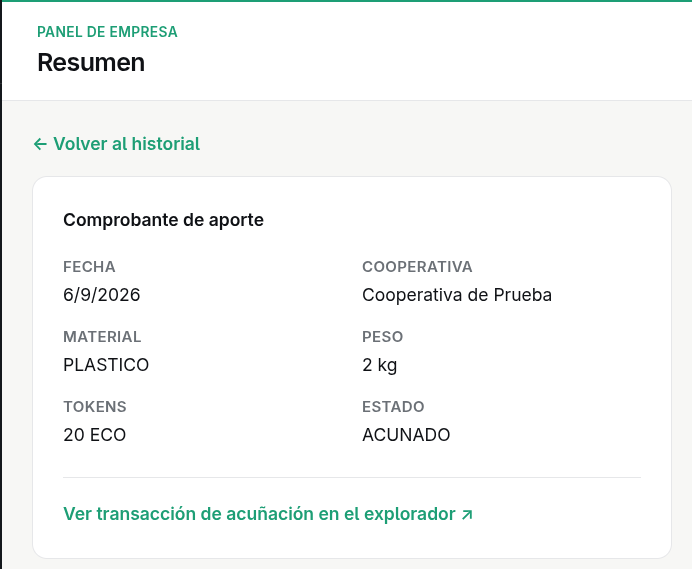 PANEL DE EMPRESA
Resumen
← Volver al historial
Comprobante de aporte
FECHA COOPERATIVA
6/9/2026 Cooperativa de Prueba
MATERIAL PESO
PLASTICO 2 kg
TOKENS ESTADO
20 ECO ACUNADO
Ver transacción de acuñación en el explorador ↗